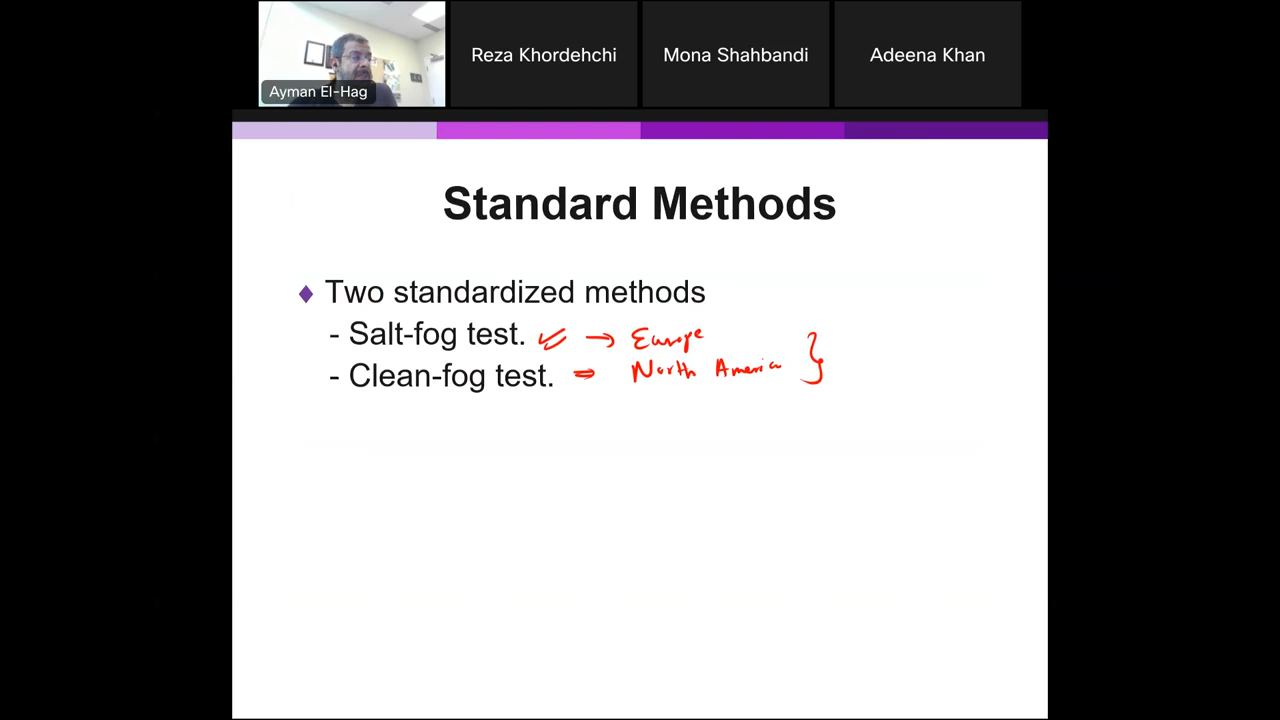 Ayman El-Hag
Reza Khordehchi
Mona Shahbandi
Adeena Khan
Standard Methods
Two standardized methods
- Salt-fog test. → Europe
- Clean-fog test. → North America